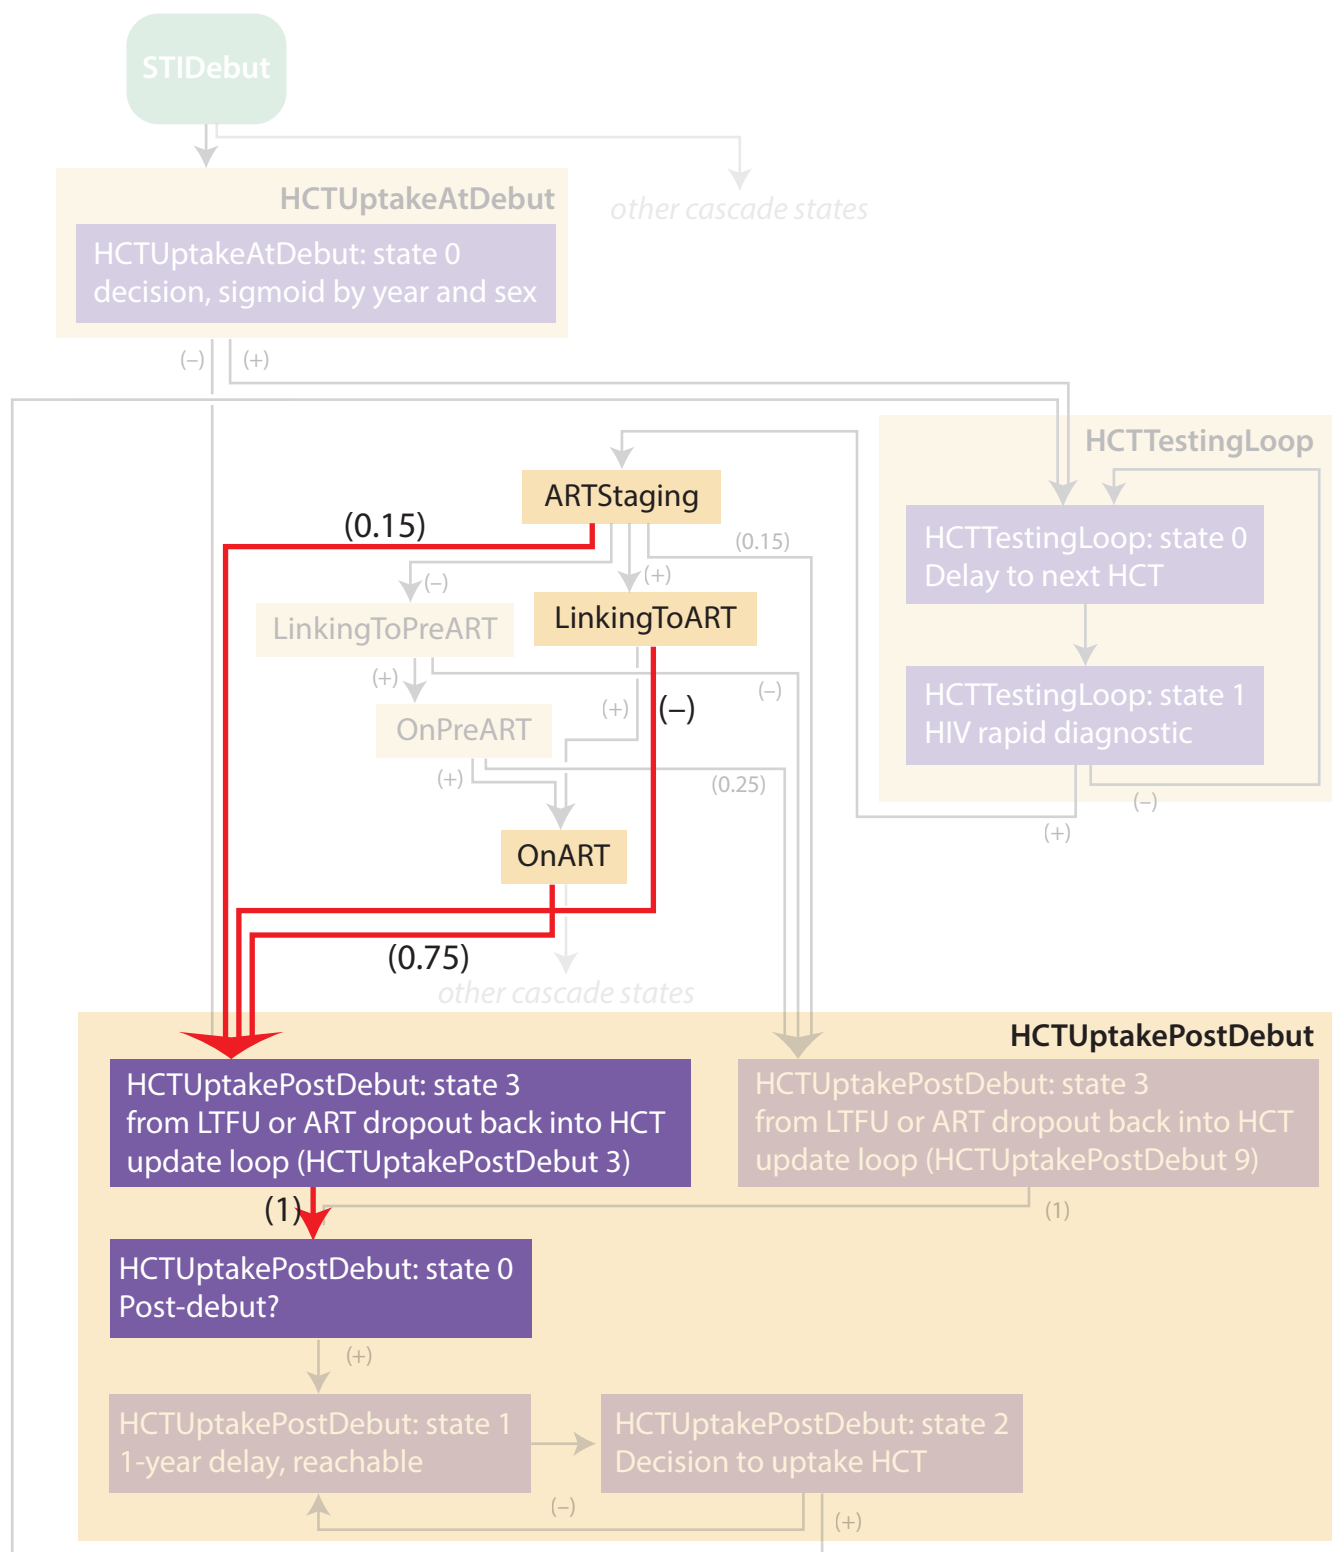 STIDebut
HCTUptakeAtDebut
other cascade states
HCTUptakeAtDebut: state 0
decision, sigmoid by year and sex
(–)
(+)
HCTTestingLoop
ARTStaging
(0.15)
(0.15)
HCTTestingLoop: state 0
Delay to next HCT
(–)
(+)
LinkingToPreART
LinkingToART
(+)
(–)
(+)
(–)
HCTTestingLoop: state 1
HIV rapid diagnostic
OnPreART
(+)
(0.25)
(–)
(+)
OnART
(0.75)
other cascade states
HCTUptakePostDebut
HCTUptakePostDebut: state 3
from LTFU or ART dropout back into HCT
update loop (HCTUptakePostDebut 3)
HCTUptakePostDebut: state 3
from LTFU or ART dropout back into HCT
update loop (HCTUptakePostDebut 9)
(1)
(1)
HCTUptakePostDebut: state 0
Post-debut?
(+)
HCTUptakePostDebut: state 1
1-year delay, reachable
HCTUptakePostDebut: state 2
Decision to uptake HCT
(–)
(+)